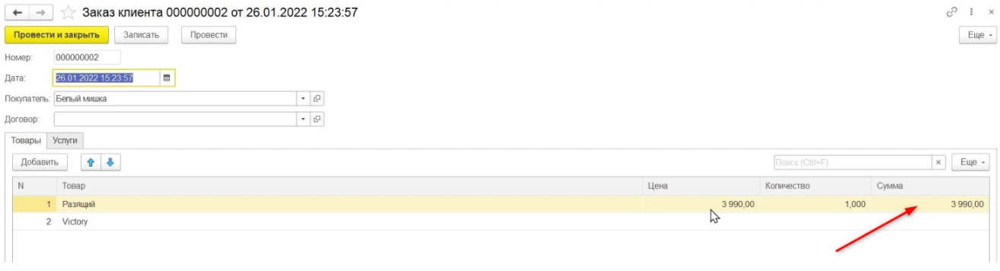 Заказ клиента 000000002 от 26.01.2022 15:23:57
Провести и закрыть Записать Провести Еще
Номер: 000000002
Дата: 26.01.2022 15:23:57
Покупатель: Белый мишка
Договор:
Товары Услуги
Добавить Поиск (Ctrl+F) × Еще
N Товар Цена Количество Сумма
1 Разящий 3 990,00 1,000 3 990,00
2 Victory